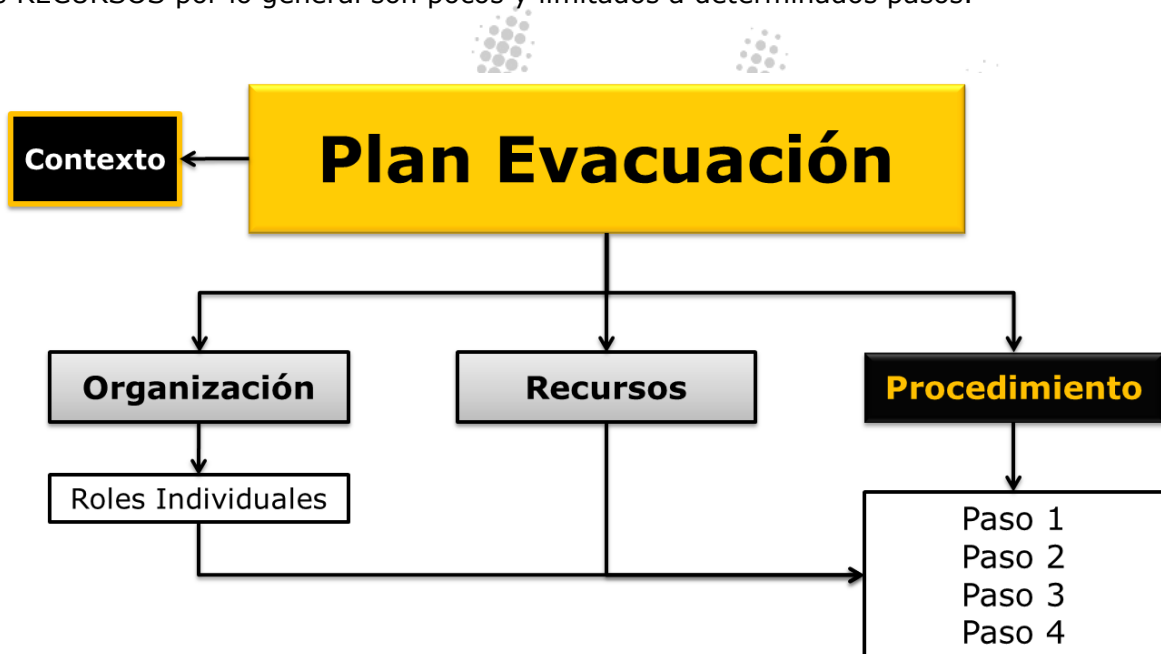 RECURSOS por lo general son pocos y limitados a determinados pasos.
Plan Evacuación
Contexto
Organización
Recursos
Procedimiento
Roles Individuales
Paso 1
Paso 2
Paso 3
Paso 4